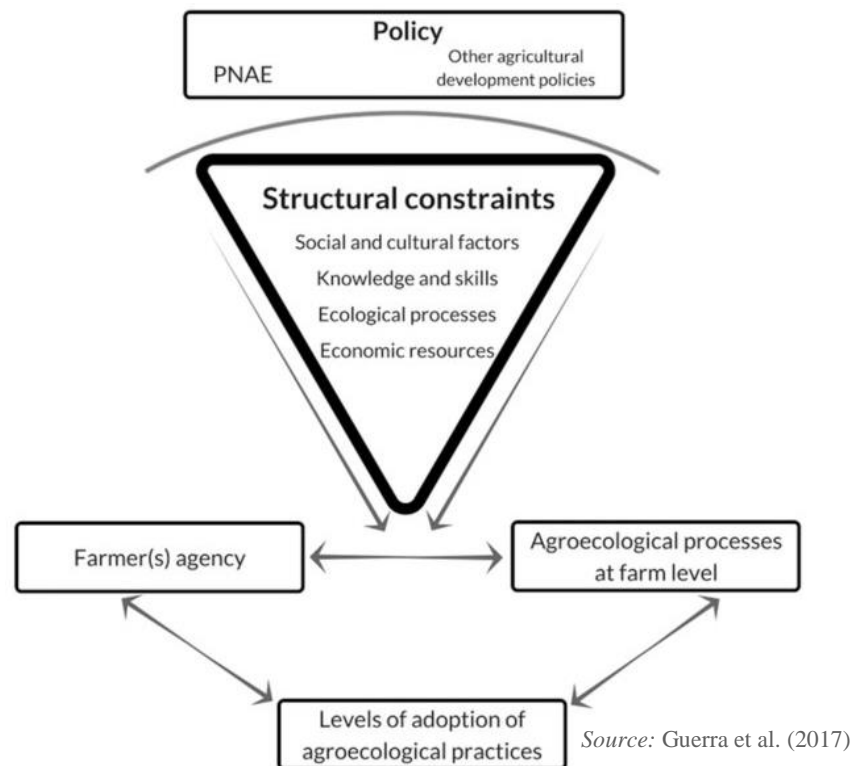 Policy
PNAE
Other agricultural
development policies
Structural constraints
Social and cultural factors
Knowledge and skills
Ecological processes
Economic resources
Farmer(s) agency
Agroecological processes
at farm level
Levels of adoption of
agroecological practices
Source: Guerra et al. (2017)